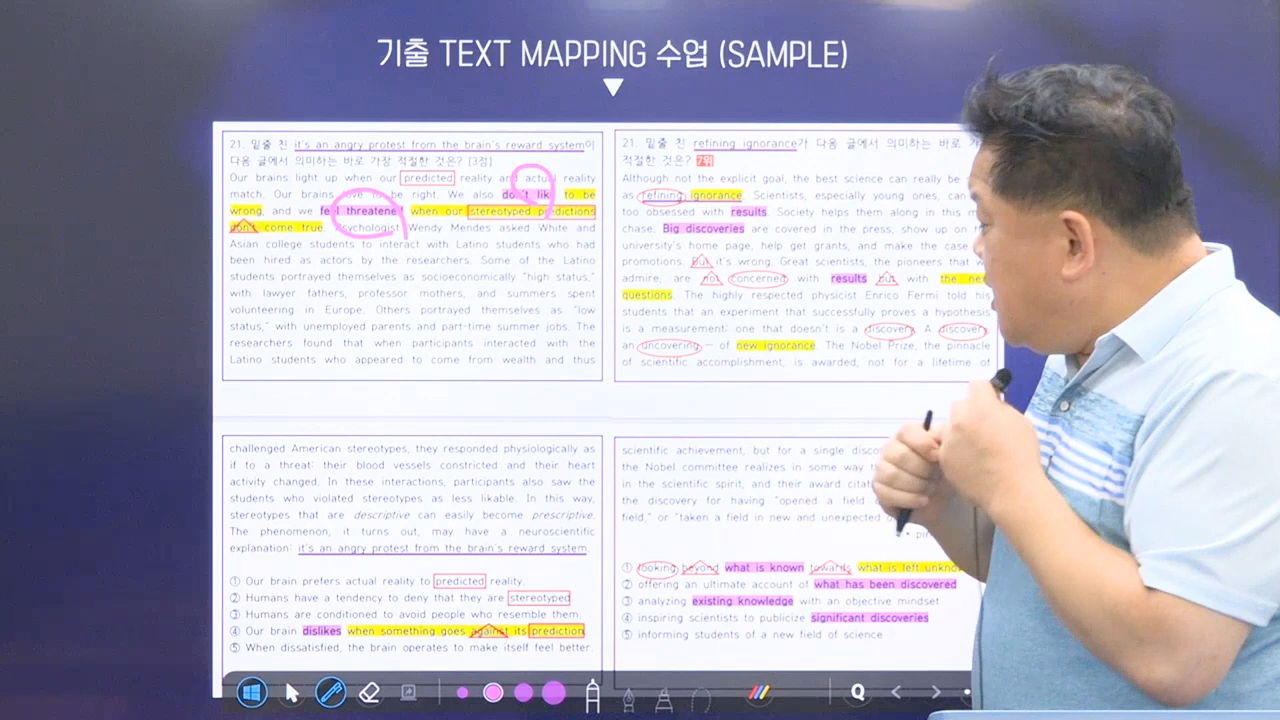 기출 TEXT MAPPING 수업 (SAMPLE)
21. 밑줄 친 it's an angry protest from the brain's reward system이
다음 글에서 의미하는 바로 가장 적절한 것은? [3점]
Our brains light up when our predicted reality and actual reality
match. Our brains love to be right. We also don't like to be
wrong, and we feel threatened when our stereotyped predictions
don't come true. Psychologist Wendy Mendes asked White and
Asian college students to interact with Latino students who had
been hired as actors by the researchers. Some of the Latino
students portrayed themselves as socioeconomically "high status,"
with lawyer fathers, professor mothers, and summers spent
volunteering in Europe. Others portrayed themselves as "low
status," with unemployed parents and part-time summer jobs. The
researchers found that when participants interacted with the
Latino students who appeared to come from wealth and thus
challenged American stereotypes, they responded physiologically as
if to a threat: their blood vessels constricted and their heart
activity changed. In these interactions, participants also saw the
students who violated stereotypes as less likable. In this way,
stereotypes that are descriptive can easily become prescriptive.
The phenomenon, it turns out, may have a neuroscientific
explanation: it's an angry protest from the brain's reward system.
① Our brain prefers actual reality to predicted reality.
② Humans have a tendency to deny that they are stereotyped.
③ Humans are conditioned to avoid people who resemble them.
④ Our brain dislikes when something goes against its prediction.
⑤ When dissatisfied, the brain operates to make itself feel better.
21. 밑줄 친 refining ignorance가 다음 글에서 의미하는 바로
적절한 것은? 7위
Although not the explicit goal, the best science can really be
as refining ignorance. Scientists, especially young ones, can
too obsessed with results. Society helps them along in this
chase. Big discoveries are covered in the press, show up on
university's home page, help get grants, and make the case
promotions. But it's wrong. Great scientists, the pioneers that
admire, are not concerned with results but with the
questions. The highly respected physicist Enrico Fermi told his
students that an experiment that successfully proves a hypothesis
is a measurement; one that doesn't is a discovery. A discovery,
an uncovering — of new ignorance. The Nobel Prize, the pinnacle
of scientific accomplishment, is awarded, not for a lifetime of
scientific achievement, but for a single
the Nobel committee realizes in some way
in the scientific spirit, and their award
the discovery for having "opened a field
field," or "taken a field in new and unexpected
① looking beyond what is known towards what is left
② offering an ultimate account of what has been discovered
③ analyzing existing knowledge with an objective mindset
④ inspiring scientists to publicize significant discoveries
⑤ informing students of a new field of science